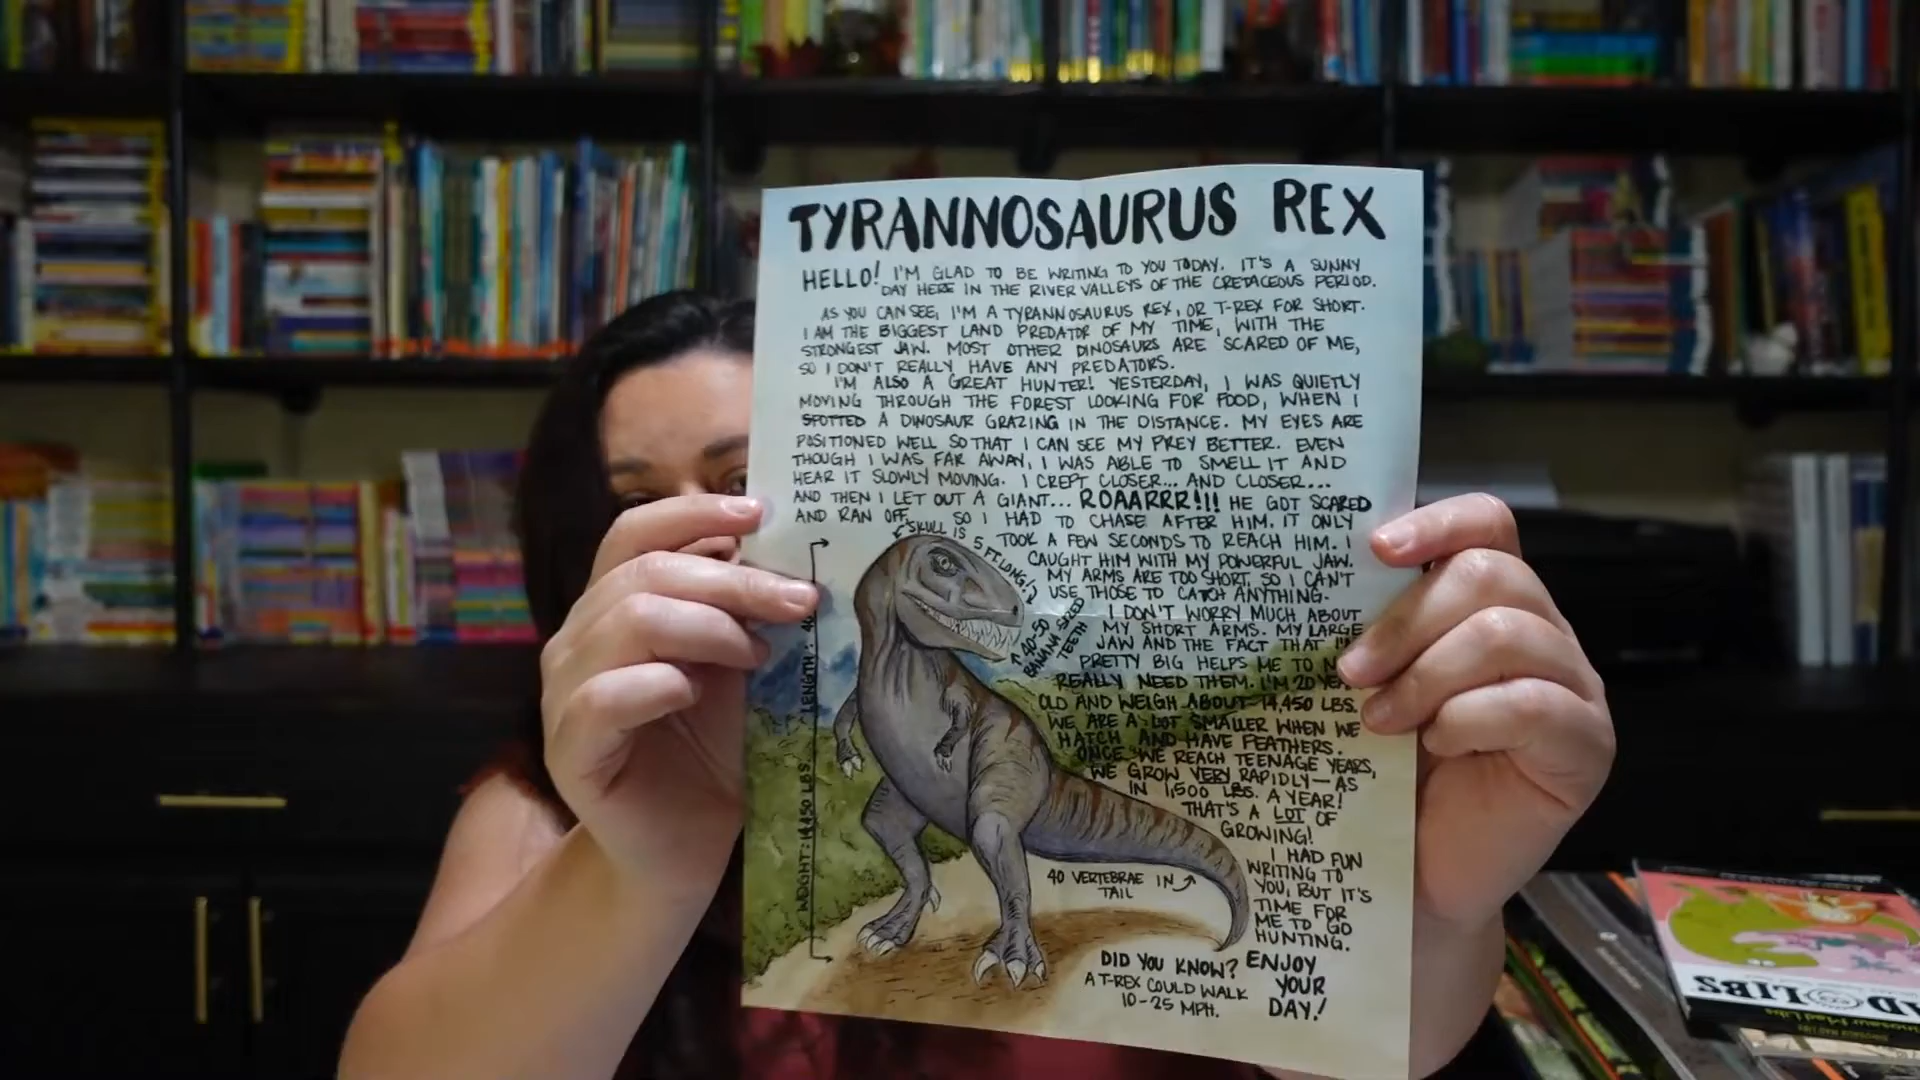 TYRANNOSAURUS REX
HELLO! I'M GLAD TO BE WRITING TO YOU TODAY. IT'S A SUNNY
DAY HERE IN THE RIVER VALLEYS OF THE CRETACEOUS PERIOD.
AS YOU CAN SEE, I'M A TYRANNOSAURUS REX, OR T-REX FOR SHORT.
I AM THE BIGGEST LAND PREDATOR OF MY TIME, WITH THE
STRONGEST JAW. MOST OTHER DINOSAURS ARE SCARED OF ME,
SO I DON'T REALLY HAVE ANY PREDATORS.
I'M ALSO A GREAT HUNTER! YESTERDAY, I WAS QUIETLY
MOVING THROUGH THE FOREST LOOKING FOR FOOD, WHEN I
SPOTTED A DINOSAUR GRAZING IN THE DISTANCE. MY EYES ARE
POSITIONED WELL SO THAT I CAN SEE MY PREY BETTER. EVEN
THOUGH I WAS FAR AWAY, I WAS ABLE TO SMELL IT AND
HEAR IT SLOWLY MOVING. I CREPT CLOSER... AND CLOSER...
AND THEN I LET OUT A GIANT... ROAARRR!!! HE GOT SCARED
AND RAN OFF, SO I HAD TO CHASE AFTER HIM. IT ONLY
TOOK A FEW SECONDS TO REACH HIM. I
CAUGHT HIM WITH MY POWERFUL JAW.
MY ARMS ARE TOO SHORT, SO I CAN'T
USE THOSE TO CATCH ANYTHING.
I DON'T WORRY MUCH ABOUT
MY SHORT ARMS. MY LARGE
JAW AND THE FACT THAT I'M
PRETTY BIG HELPS ME TO
REALLY NEED THEM. I'M 20
OLD AND WEIGH ABOUT 14,450 LBS.
WE ARE A LOT SMALLER WHEN WE
HATCH AND HAVE FEATHERS.
ONCE WE REACH TEENAGE YEARS,
WE GROW VERY RAPIDLY—AS
IN 1,500 LBS. A YEAR!
THAT'S A LOT OF
GROWING!
I HAD FUN
WRITING TO
YOU, BUT IT'S
TIME FOR
ME TO GO
HUNTING.
ENJOY
YOUR
DAY!
SKULL IS 5 FT. LONG!
40-50
BANANA SIZED
TEETH
LENGTH: 40
WEIGHT: 14,450 LBS.
40 VERTEBRAE IN
TAIL
DID YOU KNOW?
A T-REX COULD WALK
10-25 MPH.
LIBS